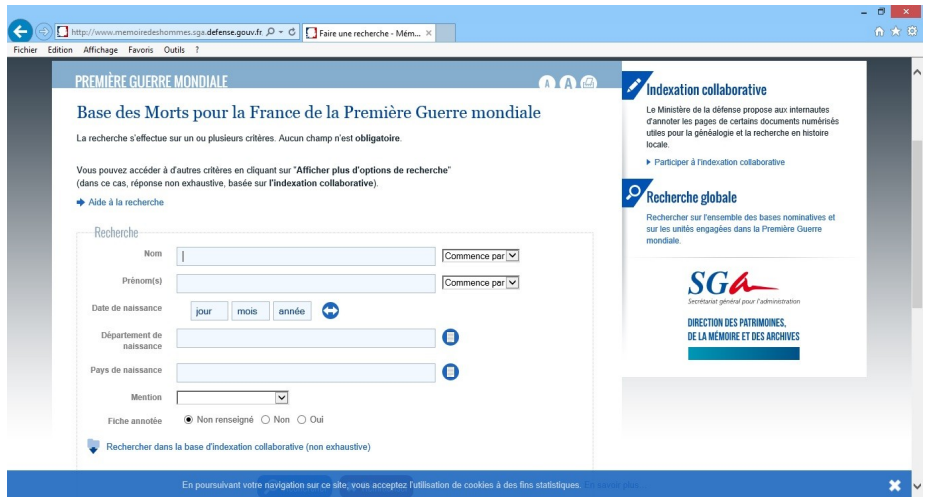 http://www.memoiredeshommes.sga.defense.gouv.fr
Faire une recherche - Mém...
Fichier Edition Affichage Favoris Outils ?
PREMIÈRE GUERRE MONDIALE
A A
Base des Morts pour la France de la Première Guerre mondiale
La recherche s'effectue sur un ou plusieurs critères. Aucun champ n'est obligatoire.
Vous pouvez accéder à d'autres critères en cliquant sur "Afficher plus d'options de recherche"
(dans ce cas, réponse non exhaustive, basée sur l'indexation collaborative).
Aide à la recherche
Recherche
Nom
Commence par
Prénom(s)
Commence par
Date de naissance
jour mois année
Département de
naissance
Pays de naissance
Mention
Fiche annotée
Non renseigné Non Oui
Rechercher dans la base d'indexation collaborative (non exhaustive)
Indexation collaborative
Le Ministère de la défense propose aux internautes
d'annoter les pages de certains documents numérisés
utiles pour la généalogie et la recherche en histoire
locale.
Participer à l'indexation collaborative
Recherche globale
Rechercher sur l'ensemble des bases nominatives et
sur les unités engagées dans la Première Guerre
mondiale.
SGA
Secrétariat général pour l'administration
DIRECTION DES PATRIMOINES,
DE LA MÉMOIRE ET DES ARCHIVES
En poursuivant votre navigation sur ce site, vous acceptez l'utilisation de cookies à des fins statistiques. En savoir plus...